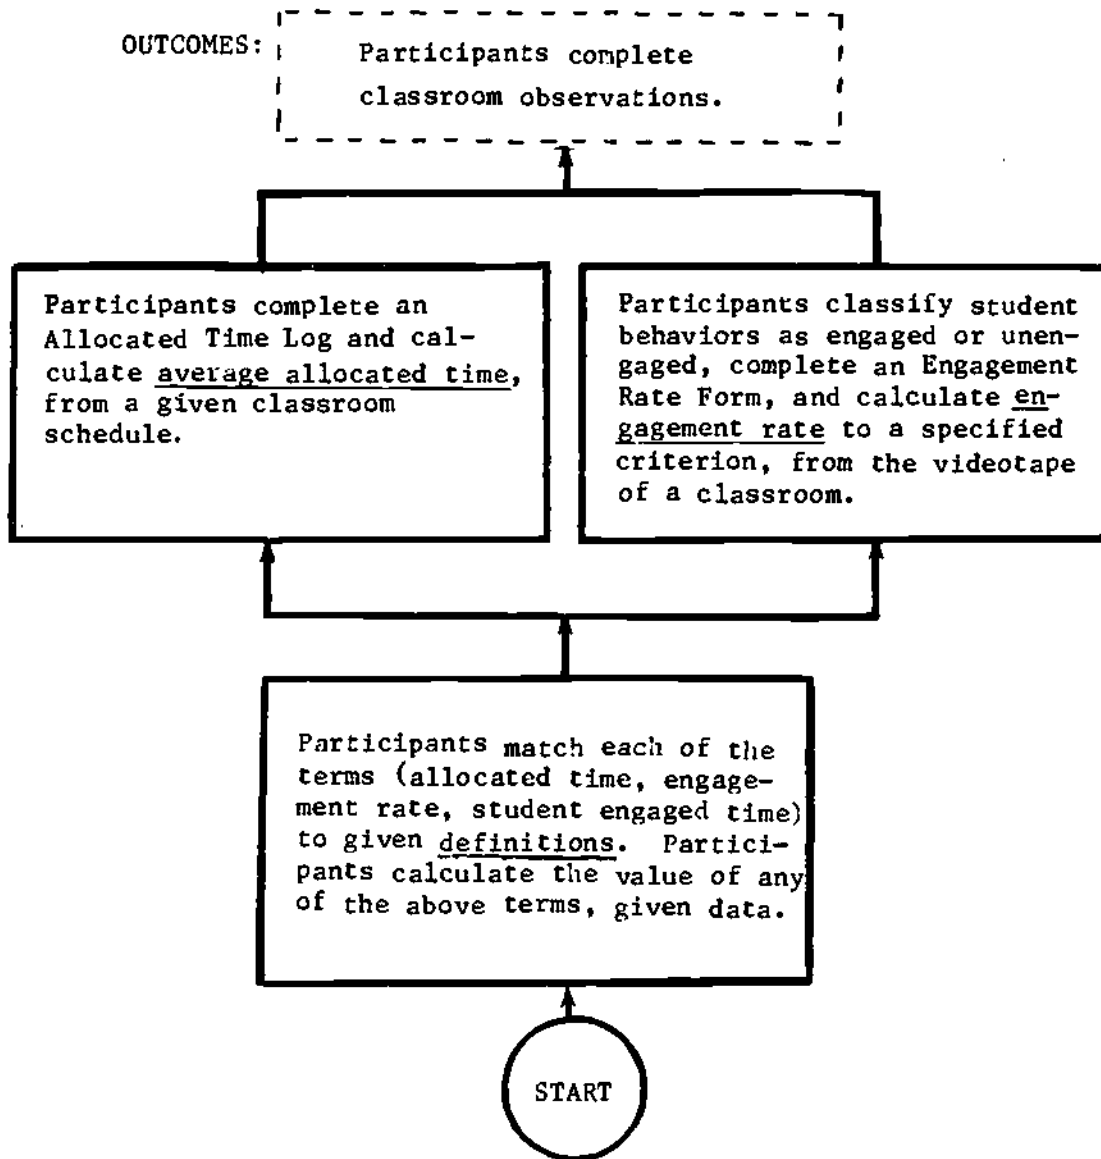 OUTCOMES:
Participants complete
classroom observations.
Participants complete an
Allocated Time Log and cal-
culate average allocated time,
from a given classroom
schedule.
Participants classify student
behaviors as engaged or unen-
gaged, complete an Engagement
Rate Form, and calculate en-
gagement rate to a specified
criterion, from the videotape
of a classroom.
Participants match each of the
terms (allocated time, engage-
ment rate, student engaged time)
to given definitions. Partici-
pants calculate the value of any
of the above terms, given data.
START